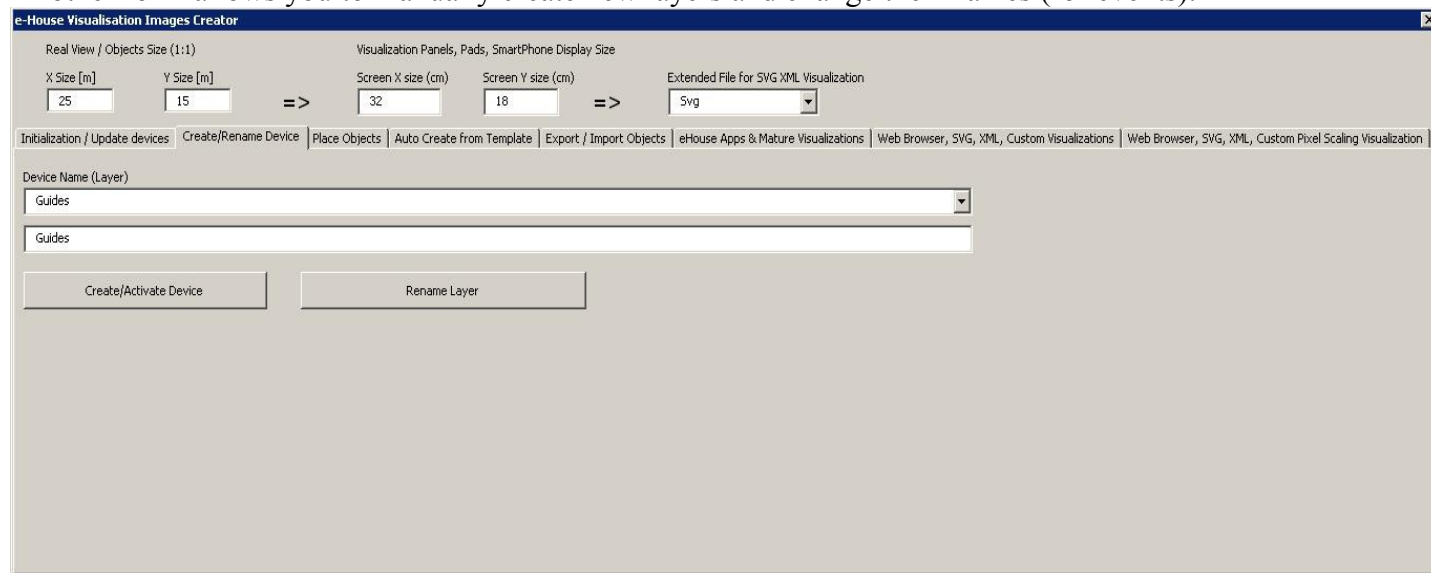 e-House Visualisation Images Creator
Real View / Objects Size (1:1) Visualization Panels, Pads, SmartPhone Display Size
X Size [m] Y Size [m] Screen X size (cm) Screen Y size (cm) Extended File for SVG XML Visualization
25 15 => 32 18 => Svg
Initialization / Update devices Create/Rename Device Place Objects Auto Create from Template Export / Import Objects eHouse Apps & Mature Visualizations Web Browser, SVG, XML, Custom Visualizations Web Browser, SVG, XML, Custom Pixel Scaling Visualization
Device Name (Layer)
Guides
Guides
Create/Activate Device Rename Layer